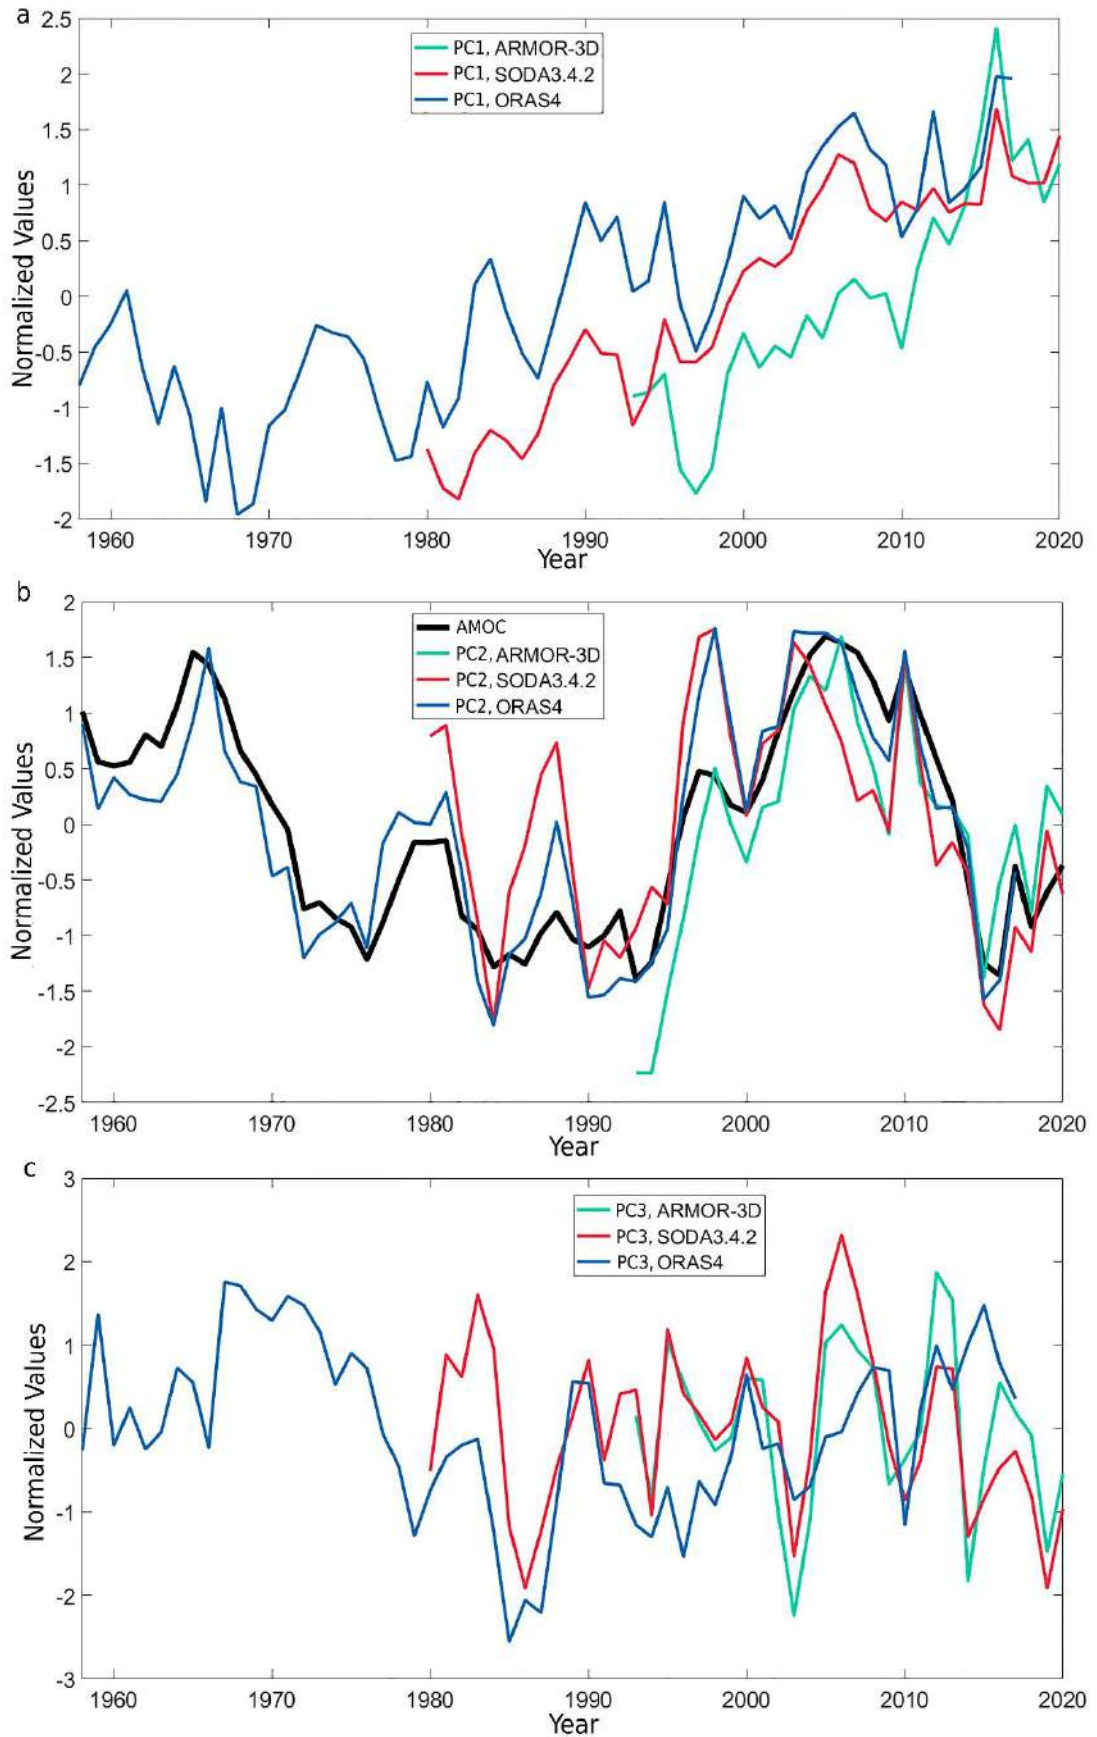 a
2.5
2
1.5
1
0.5
0
-0.5
-1
-1.5
-2
Normalized Values
PC1, ARMOR-3D
PC1, SODA3.4.2
PC1, ORAS4
1960 1970 1980 1990 2000 2010 2020
Year
b
2
1.5
1
0.5
0
-0.5
-1
-1.5
-2
-2.5
Normalized Values
AMOC
PC2, ARMOR-3D
PC2, SODA3.4.2
PC2, ORAS4
1960 1970 1980 1990 2000 2010 2020
Year
c
3
2
1
0
-1
-2
-3
Normalized Values
PC3, ARMOR-3D
PC3, SODA3.4.2
PC3, ORAS4
1960 1970 1980 1990 2000 2010 2020
Year